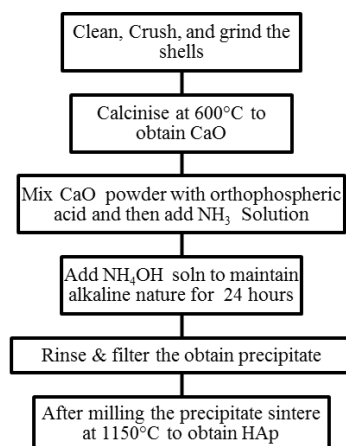 Clean, Crush, and grind the
shells
Calcinise at 600°C to
obtain CaO
Mix CaO powder with orthophospheric
acid and then add NH₃ Solution
Add NH₄OH soln to maintain
alkaline nature for 24 hours
Rinse & filter the obtain precipitate
After milling the precipitate sintere
at 1150°C to obtain HAp